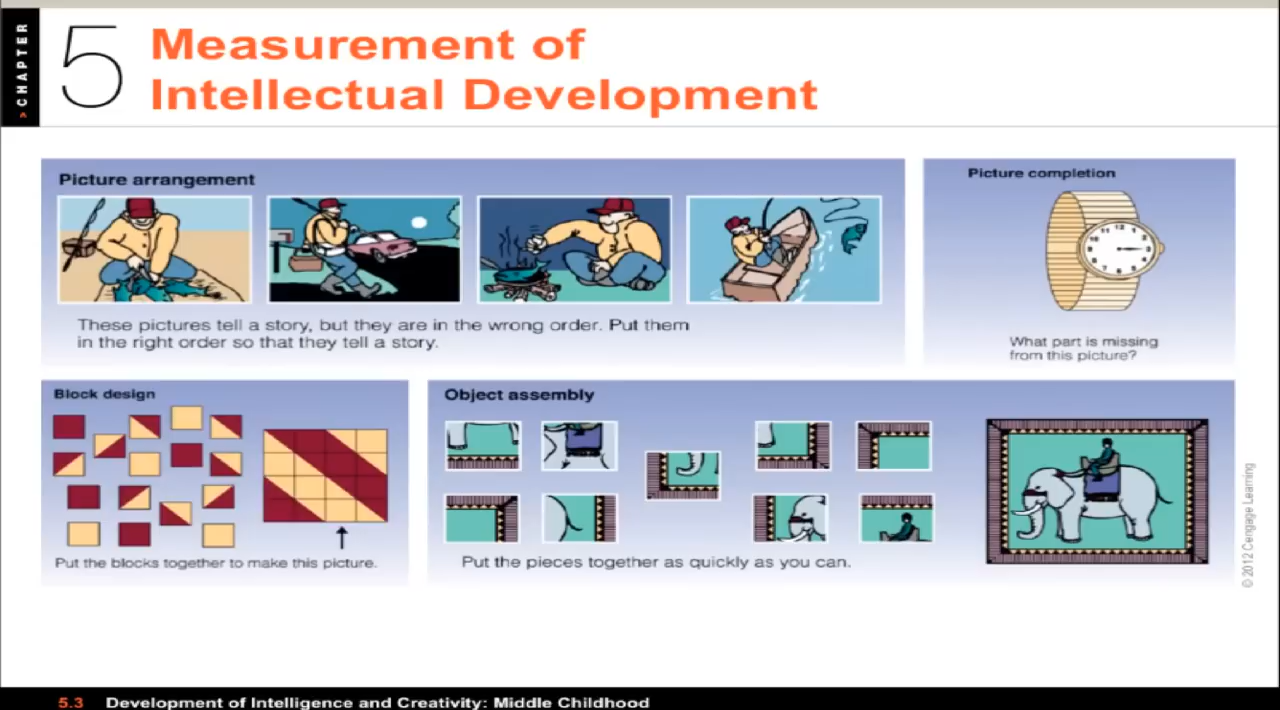 > CHAPTER
5
Measurement of
Intellectual Development
Picture arrangement
These pictures tell a story, but they are in the wrong order. Put them
in the right order so that they tell a story.
Picture completion
What part is missing
from this picture?
Block design
Put the blocks together to make this picture.
Object assembly
Put the pieces together as quickly as you can.
© 2012 Cengage Learning
5.3 Development of Intelligence and Creativity: Middle Childhood